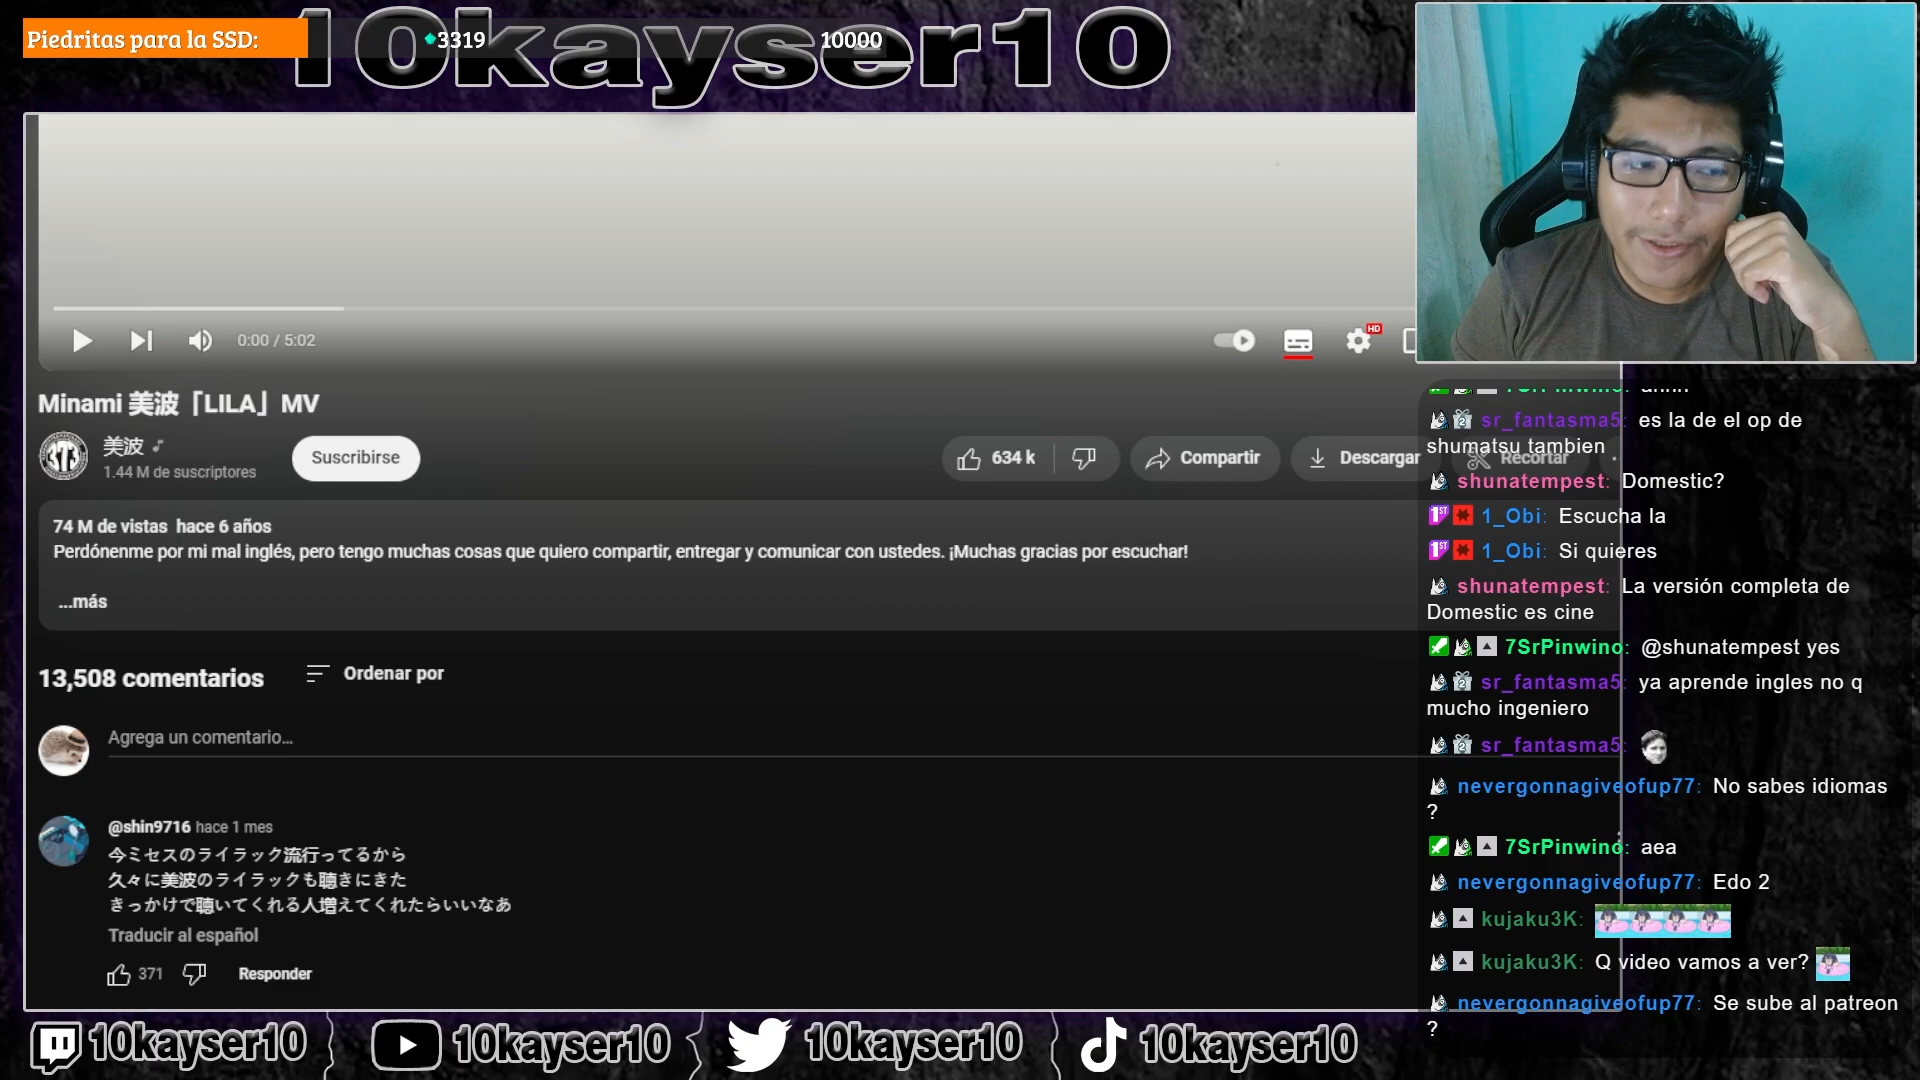 Piedritas para la SSD:
3319
10000
10kayser10
0:00 / 5:02
HD
Minami 美波「LILA」MV
373
美波
1.44 M de suscriptores
Suscribirse
634 k
Compartir
Descargar
Recortar
74 M de vistas hace 6 años
Perdónenme por mi mal inglés, pero tengo muchas cosas que quiero compartir, entregar y comunicar con ustedes. ¡Muchas gracias por escuchar!
...más
13,508 comentarios
Ordenar por
Agrega un comentario...
@shin9716 hace 1 mes
今ミセスのライラック流行ってるから
久々に美波のライラックも聴きにきた
きっかけで聴いてくれる人増えてくれたらいいなあ
Traducir al español
371
Responder
sr_fantasma5: es la de el op de
shumatsu tambien
shunatempest: Domestic?
1ST 1_Obi: Escucha la
1ST 1_Obi: Si quieres
shunatempest: La versión completa de
Domestic es cine
7SrPinwino: @shunatempest yes
sr_fantasma5: ya aprende ingles no q
mucho ingeniero
sr_fantasma5:
nevergonnagiveofup77: No sabes idiomas
?
7SrPinwino: aea
nevergonnagiveofup77: Edo 2
kujaku3K:
kujaku3K: Q video vamos a ver?
nevergonnagiveofup77: Se sube al patreon
?
10kayser10
10kayser10
10kayser10
10kayser10